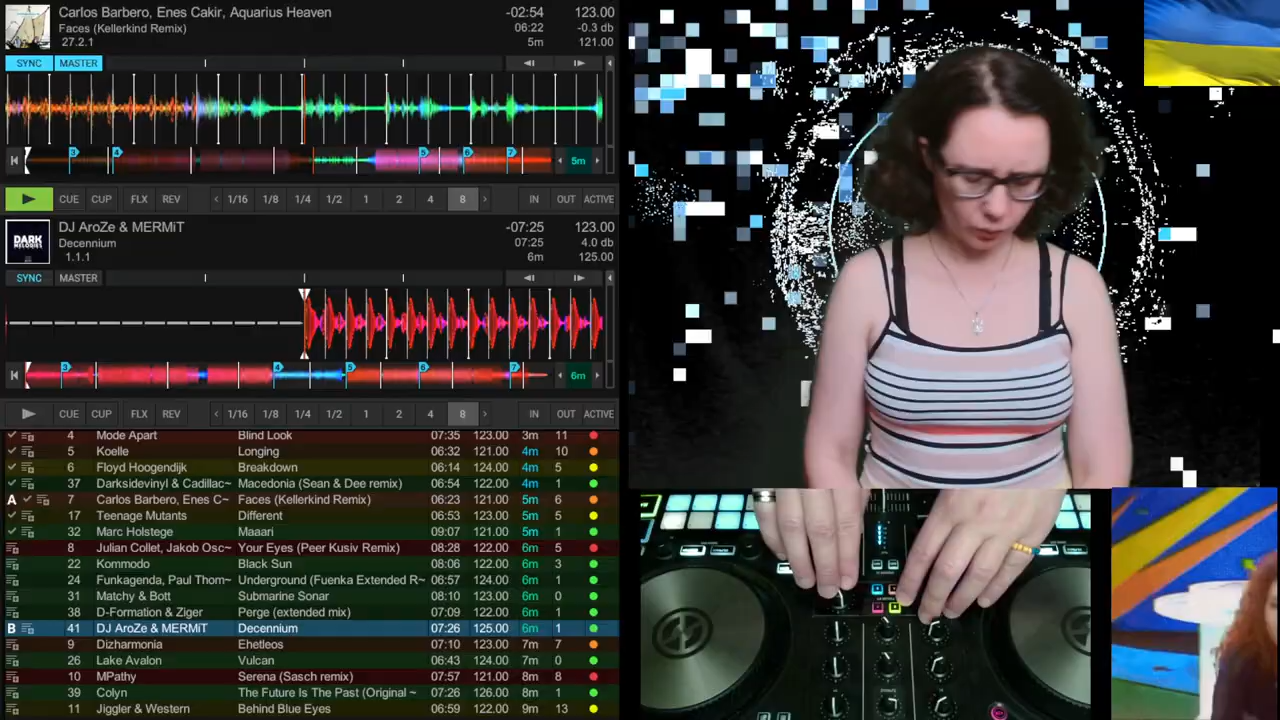 Carlos Barbero, Enes Cakir, Aquarius Heaven -02:54 123.00
Faces (Kellerkind Remix) 06:22 -0.3 db
27.2.1 5m 121.00
SYNC MASTER
3 4 5 6 7 5m
CUE CUP FLX REV 1/16 1/8 1/4 1/2 1 2 4 8 IN OUT ACTIVE
DARK MELODIES
DJ AroZe & MERMiT -07:25 123.00
Decennium 07:25 4.0 db
1.1.1 6m 125.00
SYNC MASTER
3 4 5 6 7 6m
CUE CUP FLX REV 1/16 1/8 1/4 1/2 1 2 4 8 IN OUT ACTIVE
4 Mode Apart Blind Look 07:35 123.00 3m 11
5 Koelle Longing 06:32 121.00 4m 10
6 Floyd Hoogendijk Breakdown 06:14 124.00 4m 5
37 Darksidevinyl & Cadillac~ Macedonia (Sean & Dee remix) 06:54 122.00 4m 1
A 7 Carlos Barbero, Enes C~ Faces (Kellerkind Remix) 06:23 121.00 5m 6
17 Teenage Mutants Different 06:53 123.00 5m 5
32 Marc Holstege Maaari 09:07 121.00 5m 1
8 Julian Collet, Jakob Osc~ Your Eyes (Peer Kusiv Remix) 08:28 122.00 6m 5
22 Kommodo Black Sun 08:06 122.00 6m 3
24 Funkagenda, Paul Thom~ Underground (Fuenka Extended R~ 06:57 124.00 6m 1
31 Matchy & Bott Submarine Sonar 08:10 123.00 6m 0
38 D-Formation & Ziger Perge (extended mix) 07:09 122.00 6m 1
B 41 DJ AroZe & MERMiT Decennium 07:26 125.00 6m 1
9 Dizharmonia Eheteos 07:10 123.00 7m 7
26 Lake Avalon Vulcan 06:43 124.00 7m 0
10 MPathy Serena (Sasch remix) 07:57 121.00 8m 8
39 Colyn The Future Is The Past (Original ~ 07:26 126.00 8m 1
11 Jiggler & Western Behind Blue Eyes 06:59 122.00 9m 13